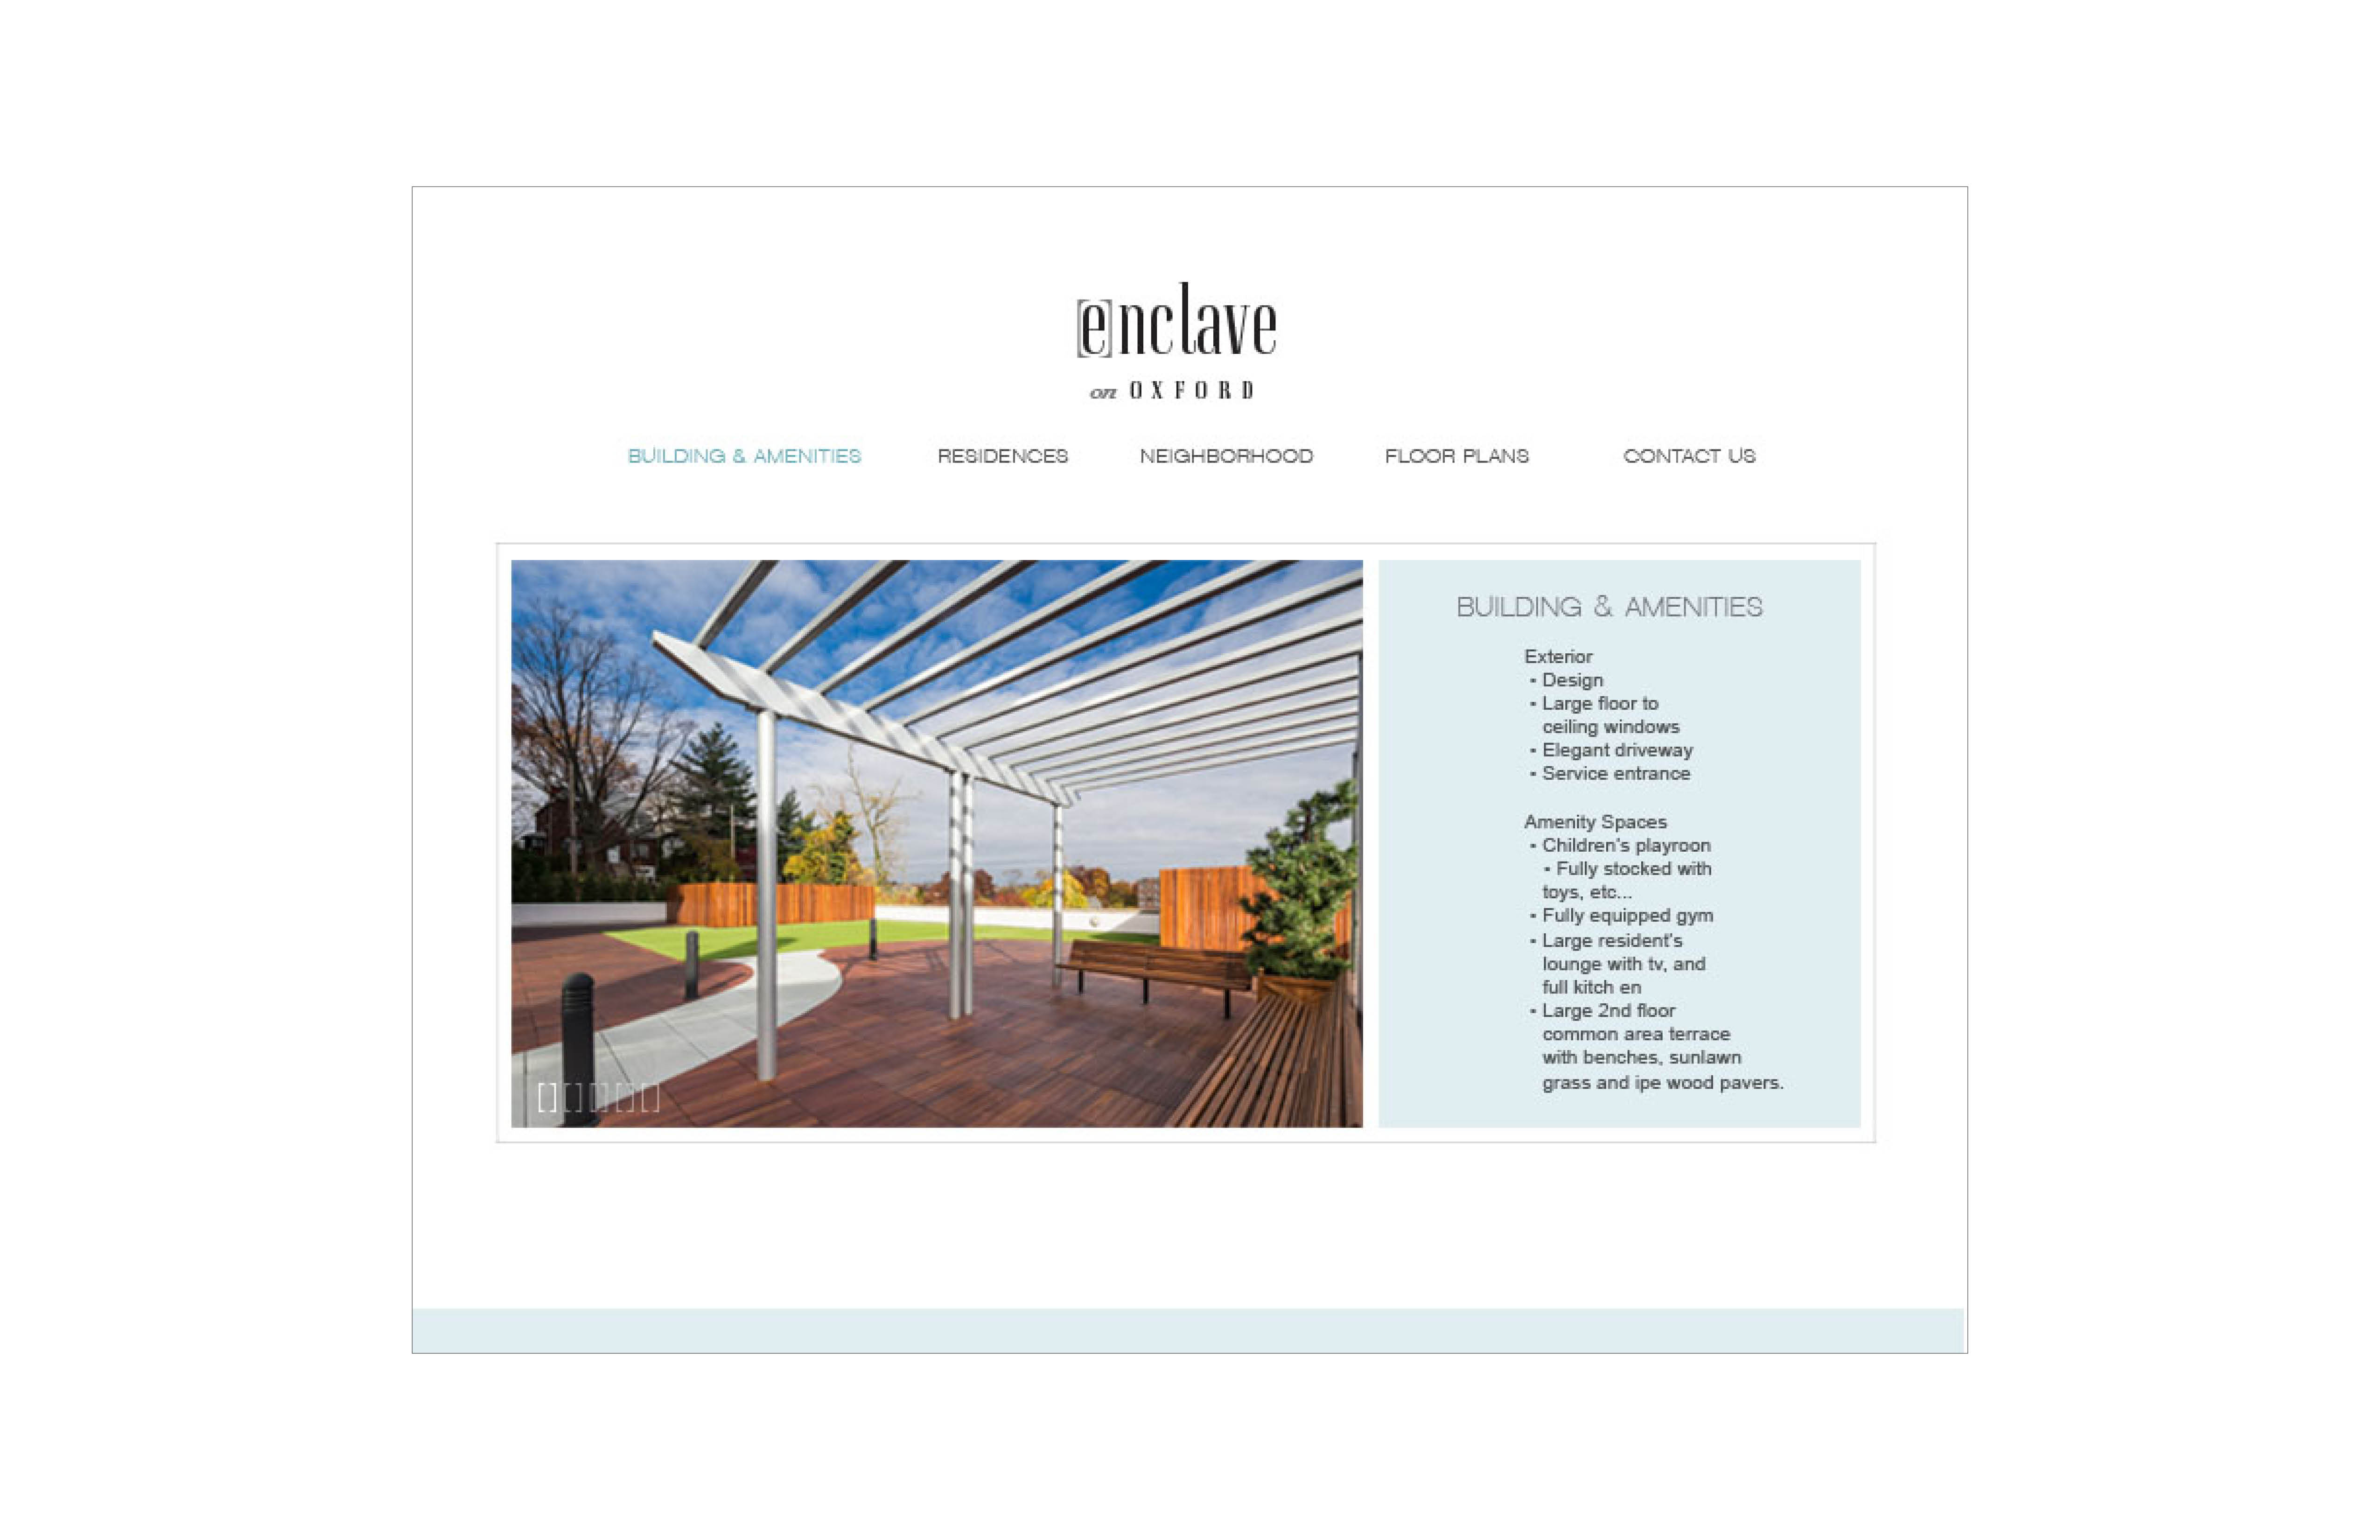 [e]nclave
on OXFORD
BUILDING & AMENITIES RESIDENCES NEIGHBORHOOD FLOOR PLANS CONTACT US
BUILDING & AMENITIES
Exterior
- Design
- Large floor to
ceiling windows
- Elegant driveway
- Service entrance
Amenity Spaces
- Children's playroon
- Fully stocked with
toys, etc...
- Fully equipped gym
- Large resident's
lounge with tv, and
full kitch en
- Large 2nd floor
common area terrace
with benches, sunlawn
grass and ipe wood pavers.